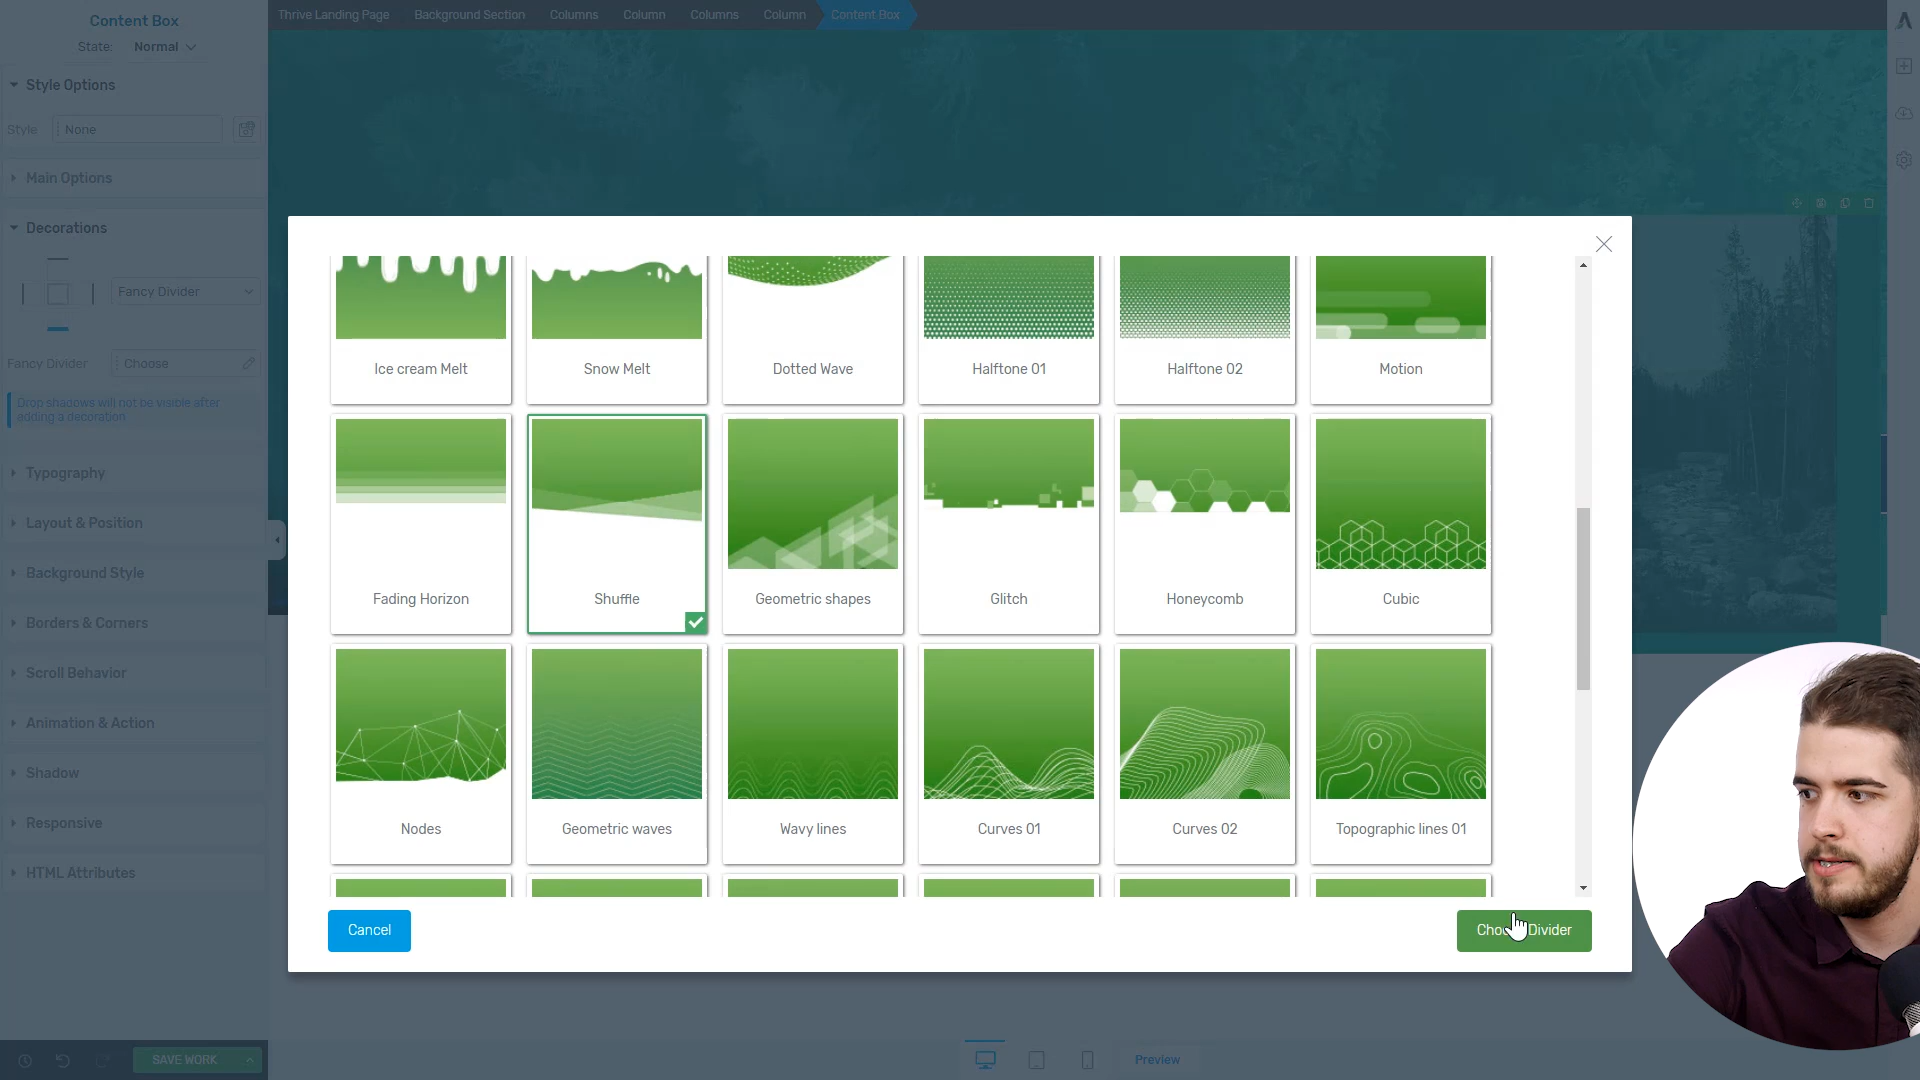 Content Box
State: Normal
Style Options
Style None
Main Options
Decorations
Fancy Divider
Fancy Divider Choose
Drop shadows will not be visible after
adding a decoration
Typography
Layout & Position
Background Style
Borders & Corners
Scroll Behavior
Animation & Action
Shadow
Responsive
HTML Attributes
SAVE WORK
Thrive Landing Page Background Section Columns Column Columns Column Content Box
Ice cream Melt Snow Melt Dotted Wave Halftone 01 Halftone 02 Motion
Fading Horizon Shuffle Geometric shapes Glitch Honeycomb Cubic
Nodes Geometric waves Wavy lines Curves 01 Curves 02 Topographic lines 01
Cancel
Divider
Preview